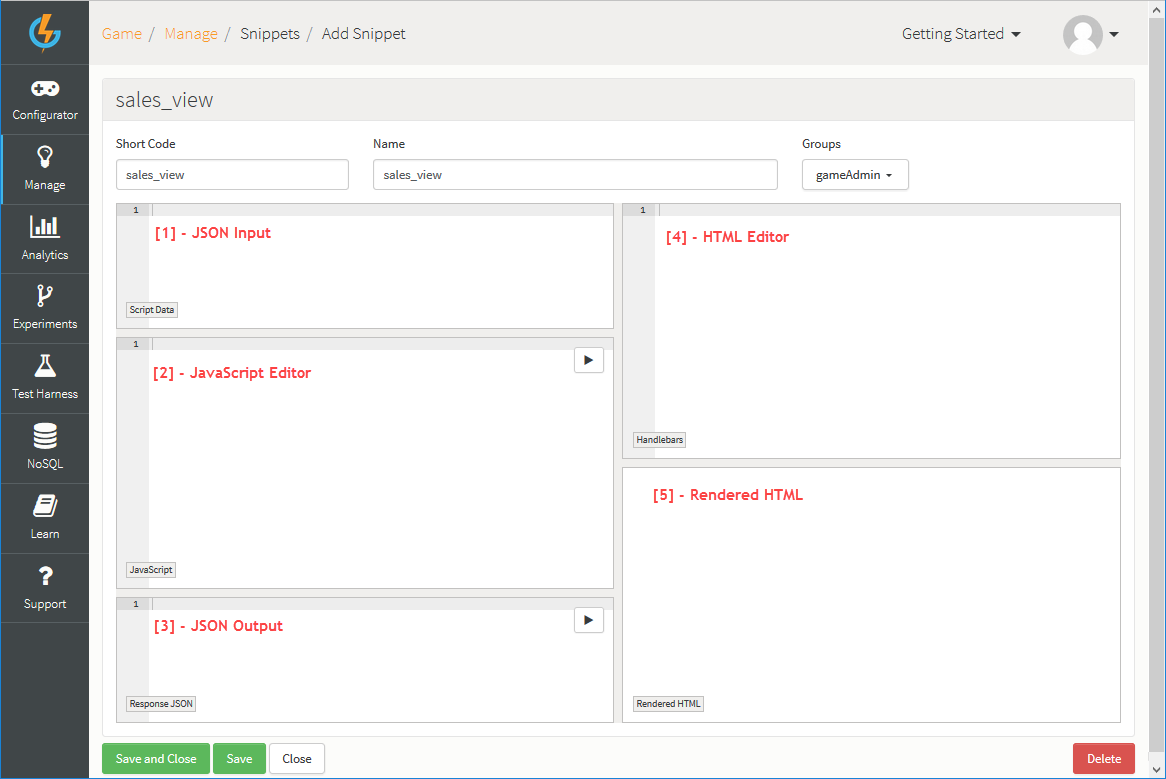 Game / Manage / Snippets / Add Snippet
Getting Started
Configurator
Manage
Analytics
Experiments
Test Harness
NoSQL
Learn
? Support
sales_view
Short Code
Name
Groups
sales_view
sales_view
gameAdmin
1
[1] - JSON Input
Script Data
1
[2] - JavaScript Editor
JavaScript
1
[3] - JSON Output
Response JSON
1
[4] - HTML Editor
Handlebars
[5] - Rendered HTML
Rendered HTML
Save and Close
Save
Close
Delete